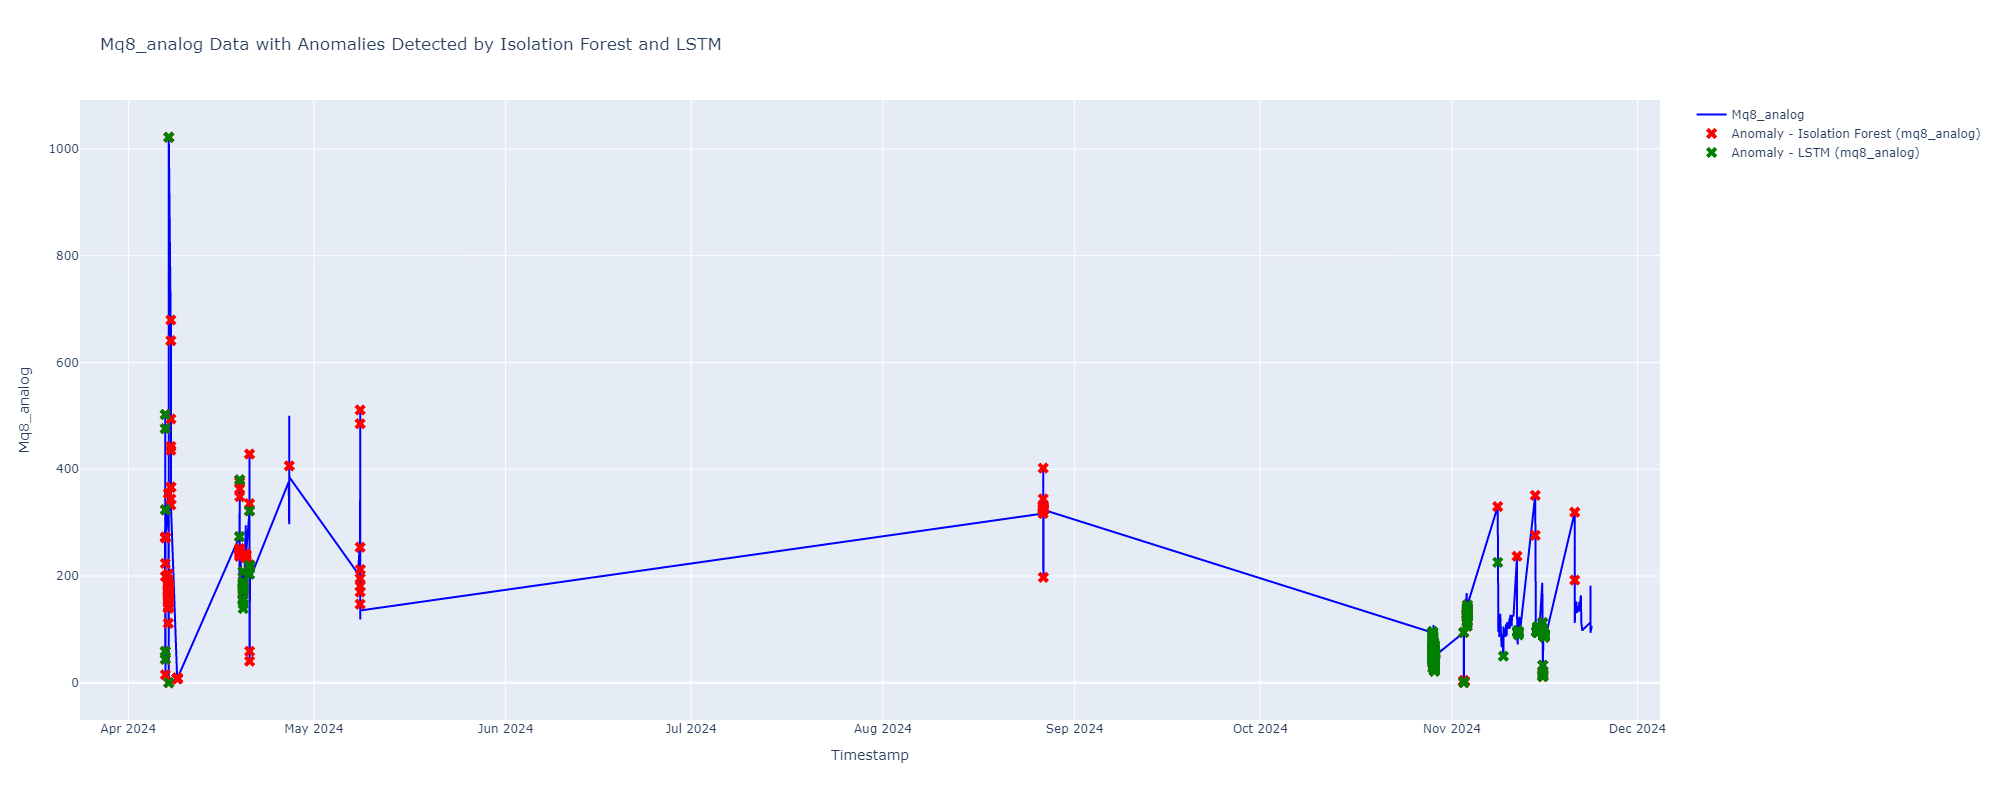 Mq8_analog Data with Anomalies Detected by Isolation Forest and LSTM
Mq8_analog
Anomaly - Isolation Forest (mq8_analog)
Anomaly - LSTM (mq8_analog)
1000
800
600
400
200
0
Mq8_analog
Apr 2024 May 2024 Jun 2024 Jul 2024 Aug 2024 Sep 2024 Oct 2024 Nov 2024 Dec 2024
Timestamp